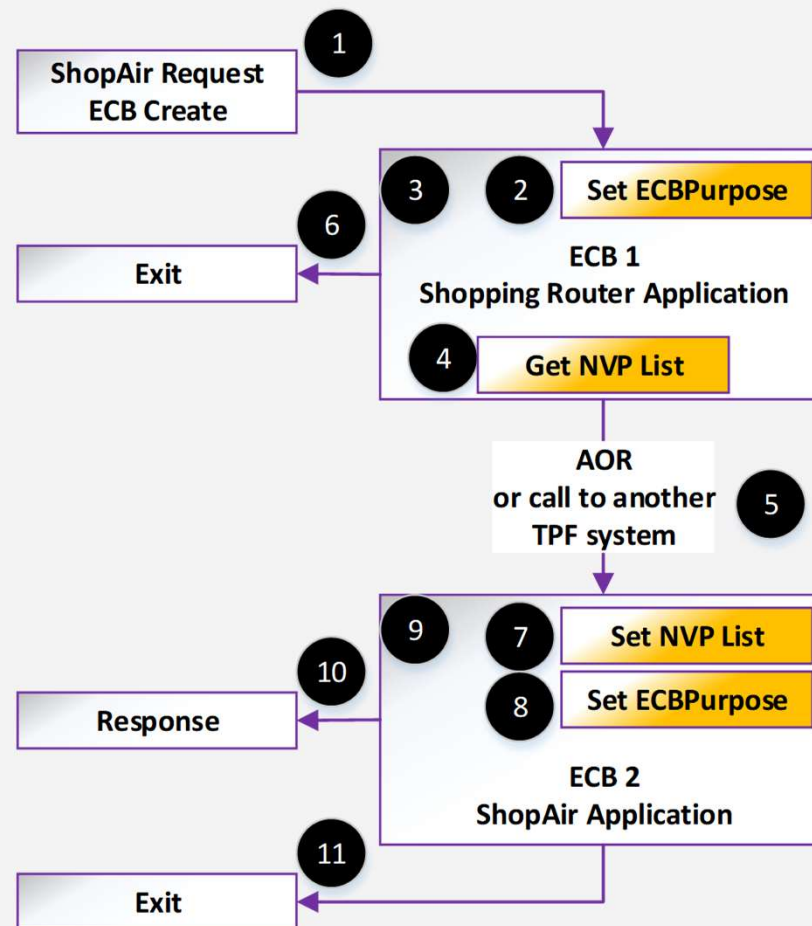 1
ShopAir Request
ECB Create
3
2
Set ECBPurpose
6
Exit
ECB 1
Shopping Router Application
4
Get NVP List
AOR
or call to another
TPF system
5
9
7
Set NVP List
10
Response
8
Set ECBPurpose
ECB 2
ShopAir Application
11
Exit